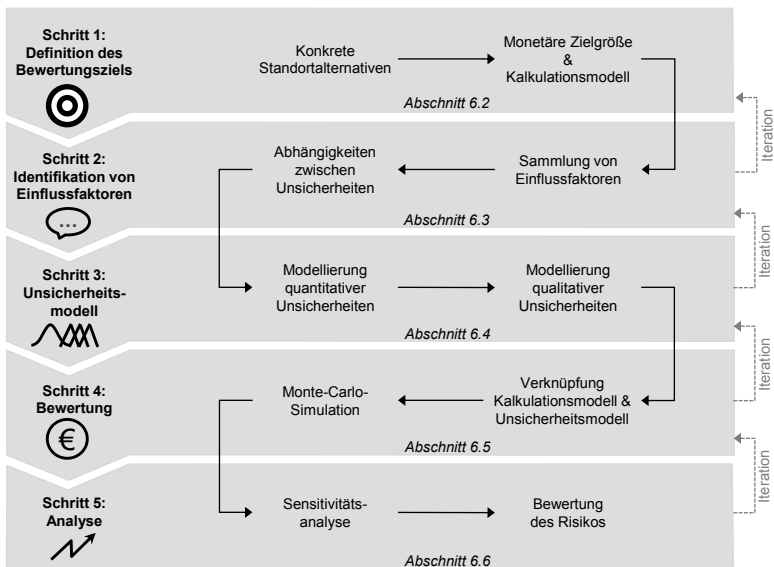 Schritt 1:
Definition des
Bewertungsziels
Konkrete
Standortalternativen
Monetäre Zielgröße
&
Kalkulationsmodell
Abschnitt 6.2
Iteration
Schritt 2:
Identifikation von
Einflussfaktoren
...
Abhängigkeiten
zwischen
Unsicherheiten
Sammlung von
Einflussfaktoren
Abschnitt 6.3
Iteration
Schritt 3:
Unsicherheits-
modell
Modellierung
quantitativer
Unsicherheiten
Modellierung
qualitativer
Unsicherheiten
Abschnitt 6.4
Iteration
Schritt 4:
Bewertung
€
Monte-Carlo-
Simulation
Verknüpfung
Kalkulationsmodell &
Unsicherheitsmodell
Abschnitt 6.5
Iteration
Schritt 5:
Analyse
Sensitivitäts-
analyse
Bewertung
des Risikos
Abschnitt 6.6